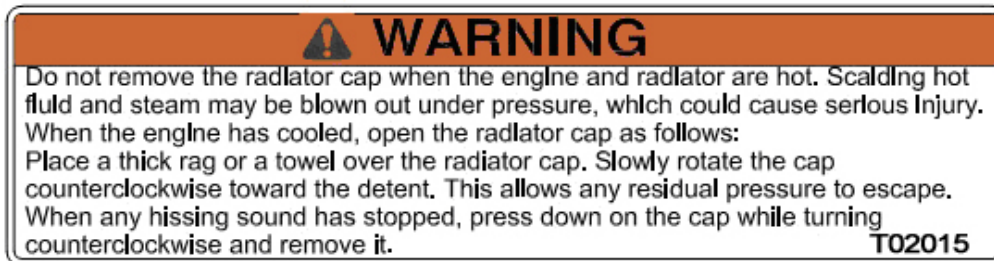 WARNING
Do not remove the radiator cap when the engine and radiator are hot. Scalding hot
fluid and steam may be blown out under pressure, which could cause serious injury.
When the engine has cooled, open the radiator cap as follows:
Place a thick rag or a towel over the radiator cap. Slowly rotate the cap
counterclockwise toward the detent. This allows any residual pressure to escape.
When any hissing sound has stopped, press down on the cap while turning
counterclockwise and remove it.
T02015